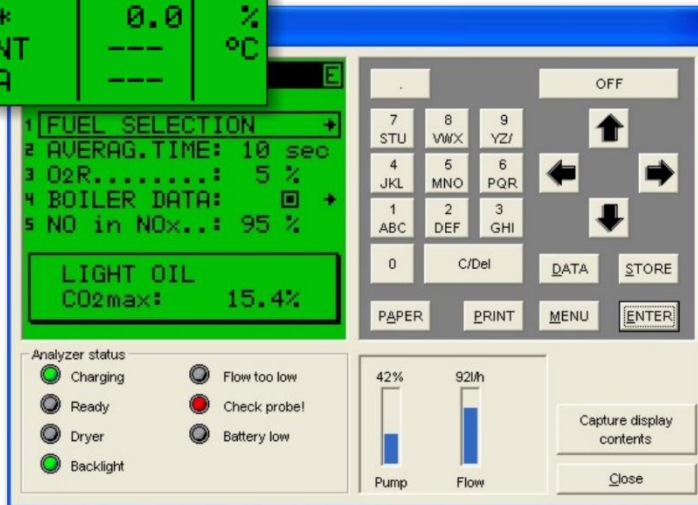 * 0.0 %
NT --- °C
A ---
E
1 FUEL SELECTION →
2 AVERAG.TIME: 10 sec
3 O2R........: 5 %
4 BOILER DATA: →
5 NO in NOx..: 95 %
LIGHT OIL
CO2max: 15.4%
. OFF
7 STU
8 VWX
9 YZ/
4 JKL
5 MNO
6 PQR
1 ABC
2 DEF
3 GHI
0
C/Del
DATA
STORE
PAPER
PRINT
MENU
ENTER
Analyzer status
Charging
Flow too low
Ready
Check probe!
Dryer
Battery low
Backlight
42% 92l/h
Pump Flow
Capture display
contents
Close